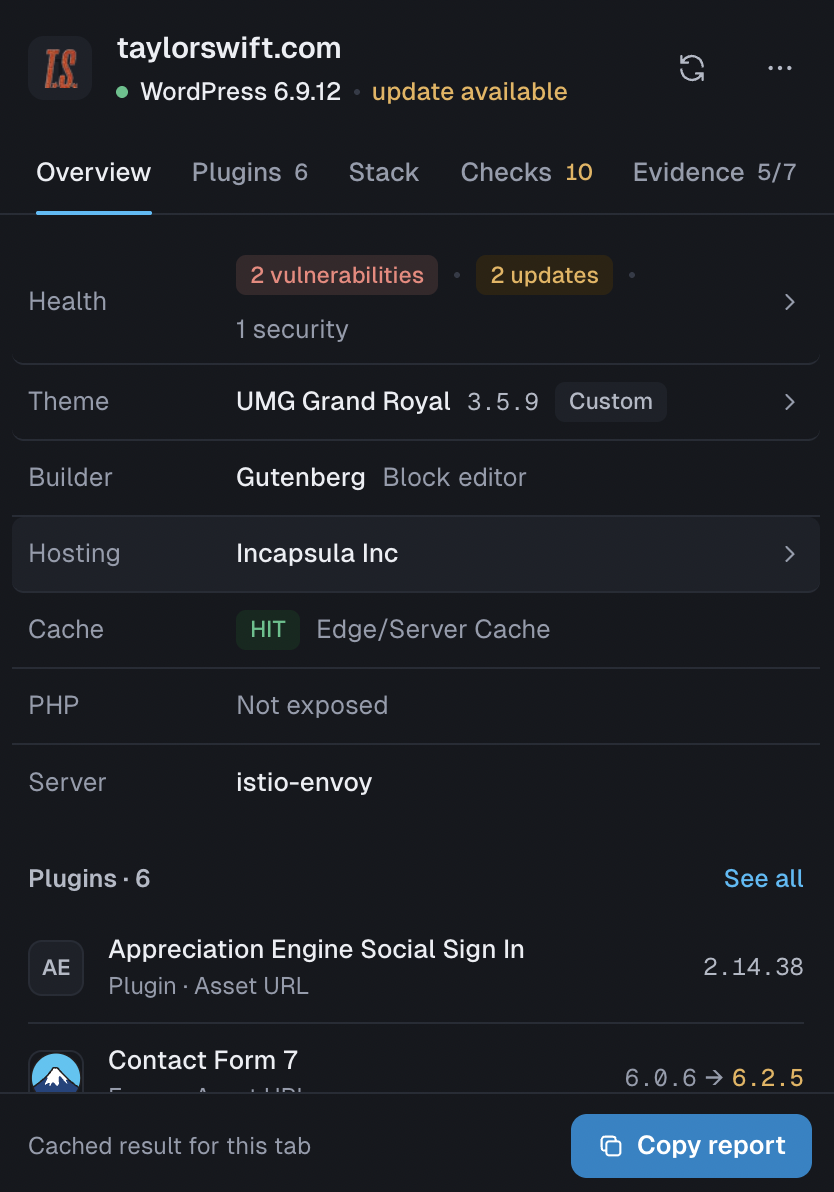 T.S.
taylorswift.com
WordPress 6.9.12 • update available
Overview Plugins 6 Stack Checks 10 Evidence 5/7
Health
2 vulnerabilities • 2 updates •
1 security
Theme UMG Grand Royal 3.5.9 Custom
Builder Gutenberg Block editor
Hosting Incapsula Inc
Cache HIT Edge/Server Cache
PHP Not exposed
Server istio-envoy
Plugins · 6 See all
AE Appreciation Engine Social Sign In 2.14.38
Plugin · Asset URL
Contact Form 7 6.0.6 → 6.2.5
Cached result for this tab Copy report